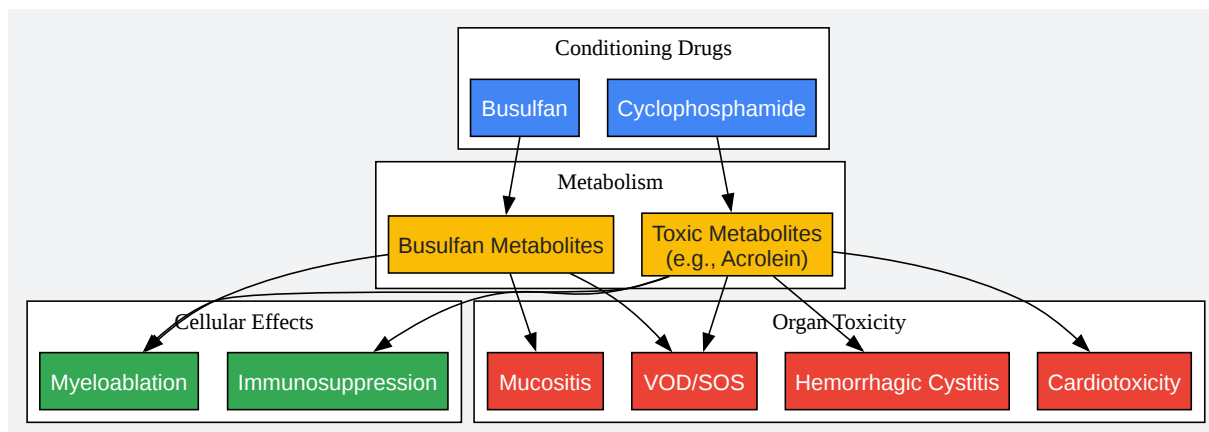 Conditioning Drugs
Busulfan
Cyclophosphamide
Metabolism
Busulfan Metabolites
Toxic Metabolites
(e.g., Acrolein)
Cellular Effects
Organ Toxicity
Myeloablation
Immunosuppression
Mucositis
VOD/SOS
Hemorrhagic Cystitis
Cardiotoxicity